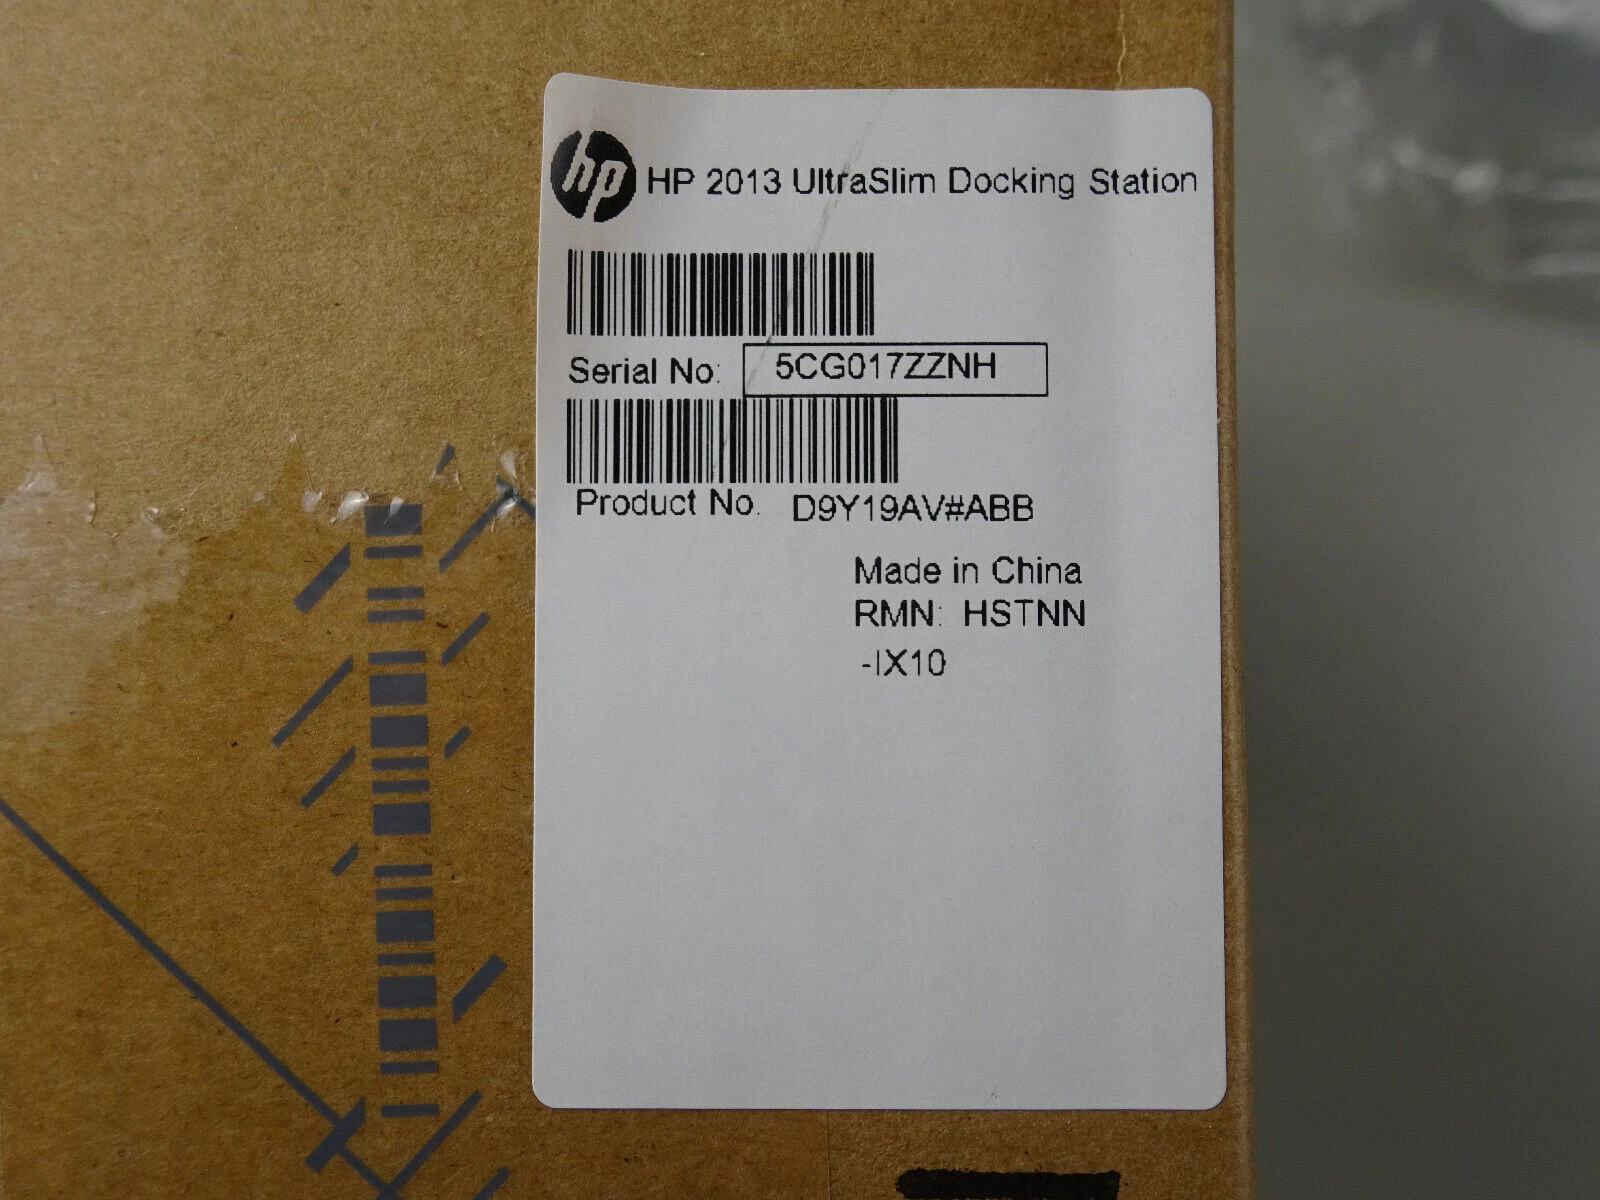 hp HP 2013 UltraSlim Docking Station
Serial No: 5CG017ZZNH
Product No. D9Y19AV#ABB
Made in China
RMN: HSTNN
-IX10